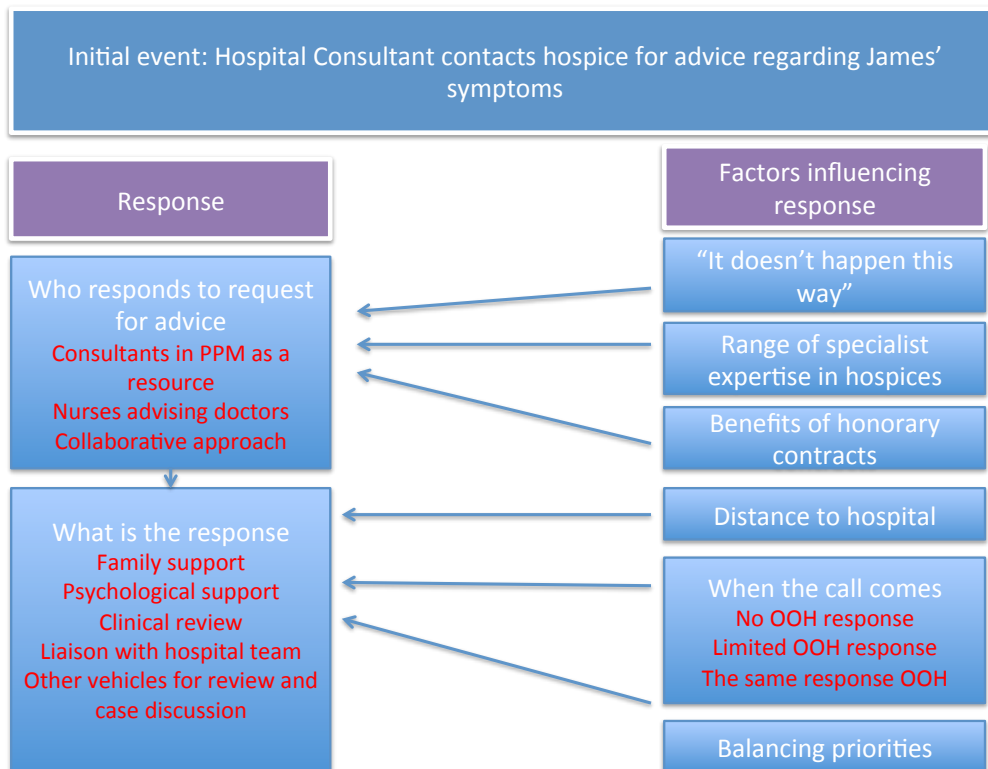 Initial event: Hospital Consultant contacts hospice for advice regarding James’
symptoms
Response
Factors influencing
response
Who responds to request
for advice
Consultants in PPM as a
resource
Nurses advising doctors
Collaborative approach
“It doesn’t happen this
way”
Range of specialist
expertise in hospices
Benefits of honorary
contracts
What is the response
Family support
Psychological support
Clinical review
Liaison with hospital team
Other vehicles for review and
case discussion
Distance to hospital
When the call comes
No OOH response
Limited OOH response
The same response OOH
Balancing priorities